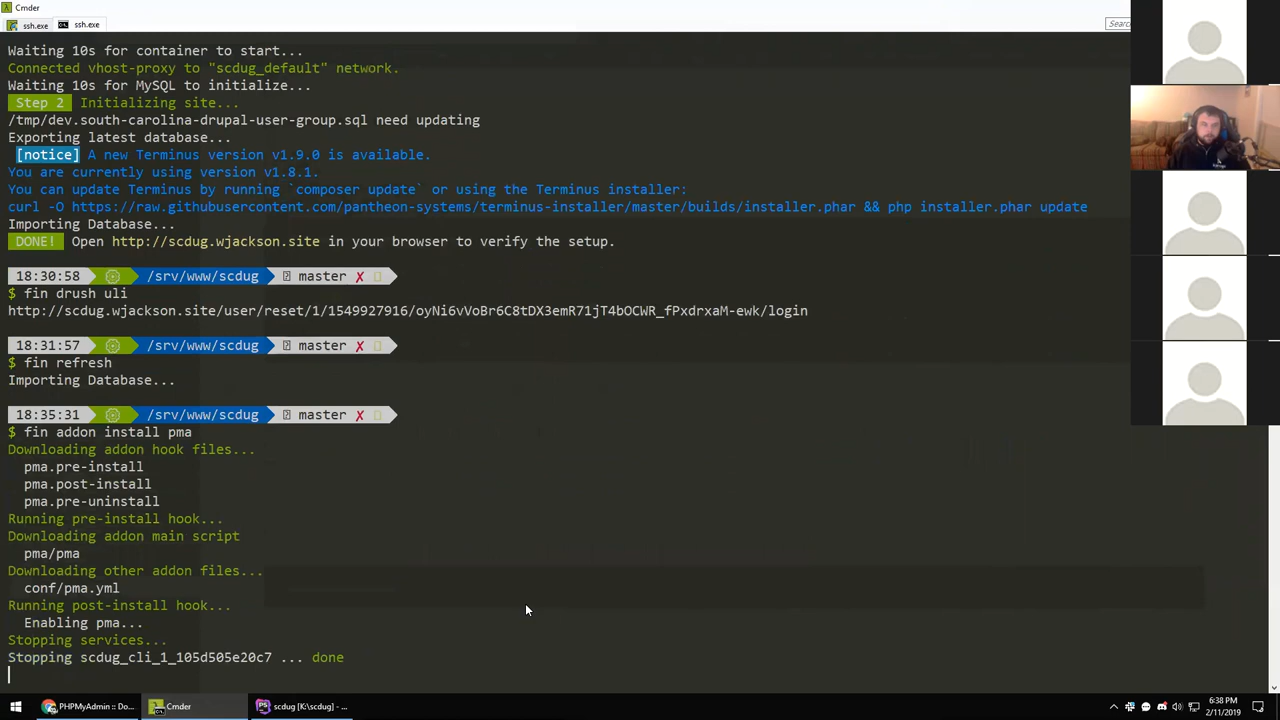 Cmder
ssh.exe
ssh.exe
Search
Waiting 10s for container to start...
Connected vhost-proxy to "scdug_default" network.
Waiting 10s for MySQL to initialize...
Step 2 Initializing site...
/tmp/dev.south-carolina-drupal-user-group.sql need updating
Exporting latest database...
[notice] A new Terminus version v1.9.0 is available.
You are currently using version v1.8.1.
You can update Terminus by running `composer update` or using the Terminus installer:
curl -O https://raw.githubusercontent.com/pantheon-systems/terminus-installer/master/builds/installer.phar && php installer.phar update
Importing Database...
DONE! Open http://scdug.wjackson.site in your browser to verify the setup.
18:30:58 /srv/www/scdug master ✗
$ fin drush uli
http://scdug.wjackson.site/user/reset/1/1549927916/oyNi6vVoBr6C8tDX3emR71jT4bOCWR_fPxdrxaM-ewk/login
18:31:57 /srv/www/scdug master ✗
$ fin refresh
Importing Database...
18:35:31 /srv/www/scdug master ✗
$ fin addon install pma
Downloading addon hook files...
pma.pre-install
pma.post-install
pma.pre-uninstall
Running pre-install hook...
Downloading addon main script
pma/pma
Downloading other addon files...
conf/pma.yml
Running post-install hook...
Enabling pma...
Stopping services...
Stopping scdug_cli_1_105d505e20c7 ... done
PHPMyAdmin :: Do...
Cmder
scdug [K:\scdug] - ...
6:38 PM
2/11/2019